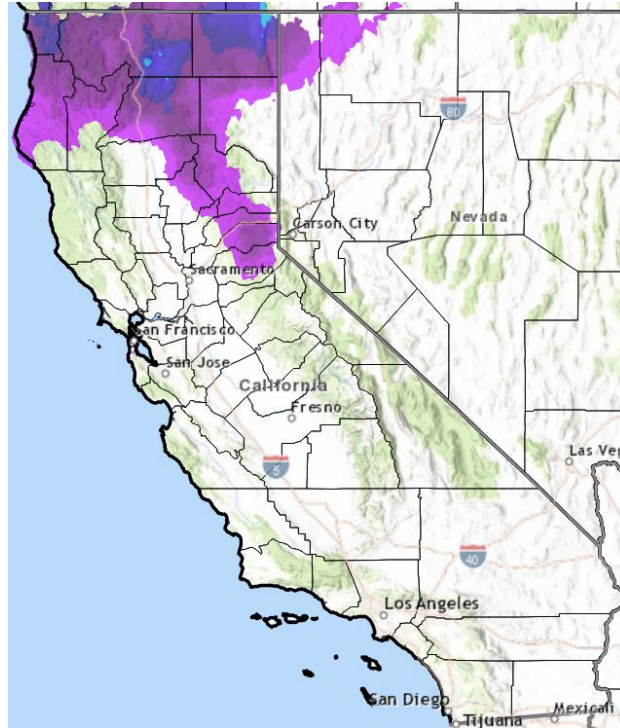 80
Nevada
Carson City
Sacramento
San Francisco
San Jose
California
Fresno
5
Las Veg
40
Los Angeles
San Diego
Tijuana
Mexicali